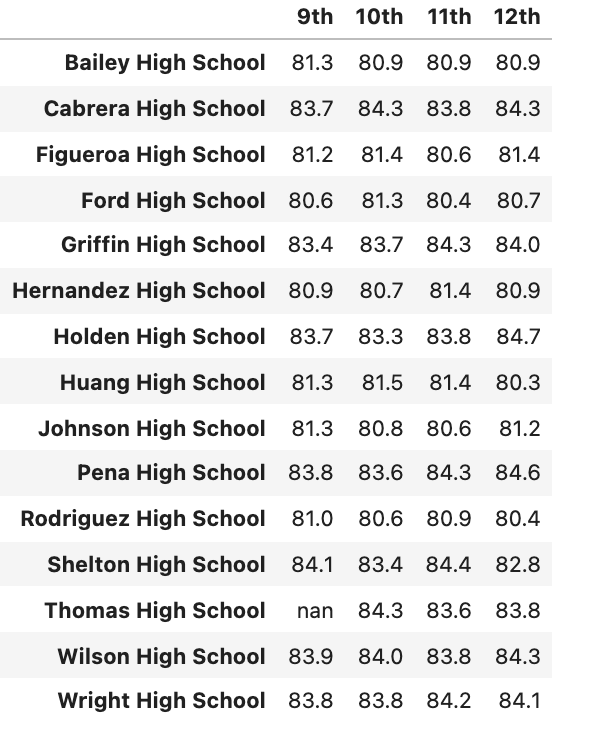 9th 10th 11th 12th
Bailey High School 81.3 80.9 80.9 80.9
Cabrera High School 83.7 84.3 83.8 84.3
Figueroa High School 81.2 81.4 80.6 81.4
Ford High School 80.6 81.3 80.4 80.7
Griffin High School 83.4 83.7 84.3 84.0
Hernandez High School 80.9 80.7 81.4 80.9
Holden High School 83.7 83.3 83.8 84.7
Huang High School 81.3 81.5 81.4 80.3
Johnson High School 81.3 80.8 80.6 81.2
Pena High School 83.8 83.6 84.3 84.6
Rodriguez High School 81.0 80.6 80.9 80.4
Shelton High School 84.1 83.4 84.4 82.8
Thomas High School nan 84.3 83.6 83.8
Wilson High School 83.9 84.0 83.8 84.3
Wright High School 83.8 83.8 84.2 84.1